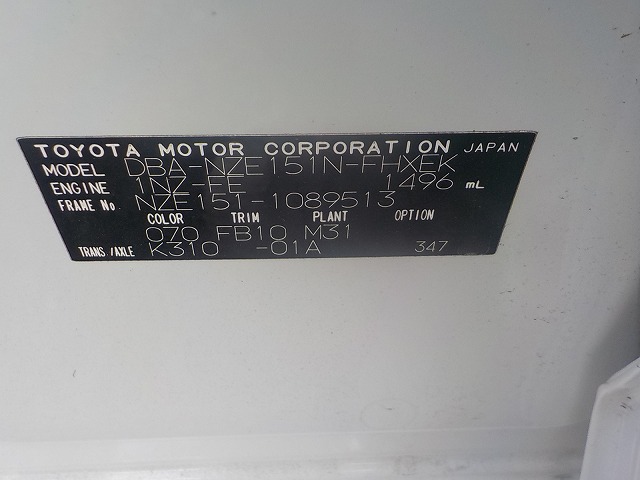 TOYOTA MOTOR CORPORATION JAPAN
MODEL DBA-NZE151N-FHXEK
ENGINE 1NZ-FE 1496 mL
FRAME No. NZE151-1089513
COLOR TRIM PLANT OPTION
070 FB10 M31
TRANS./AXLE K310 -01A 347